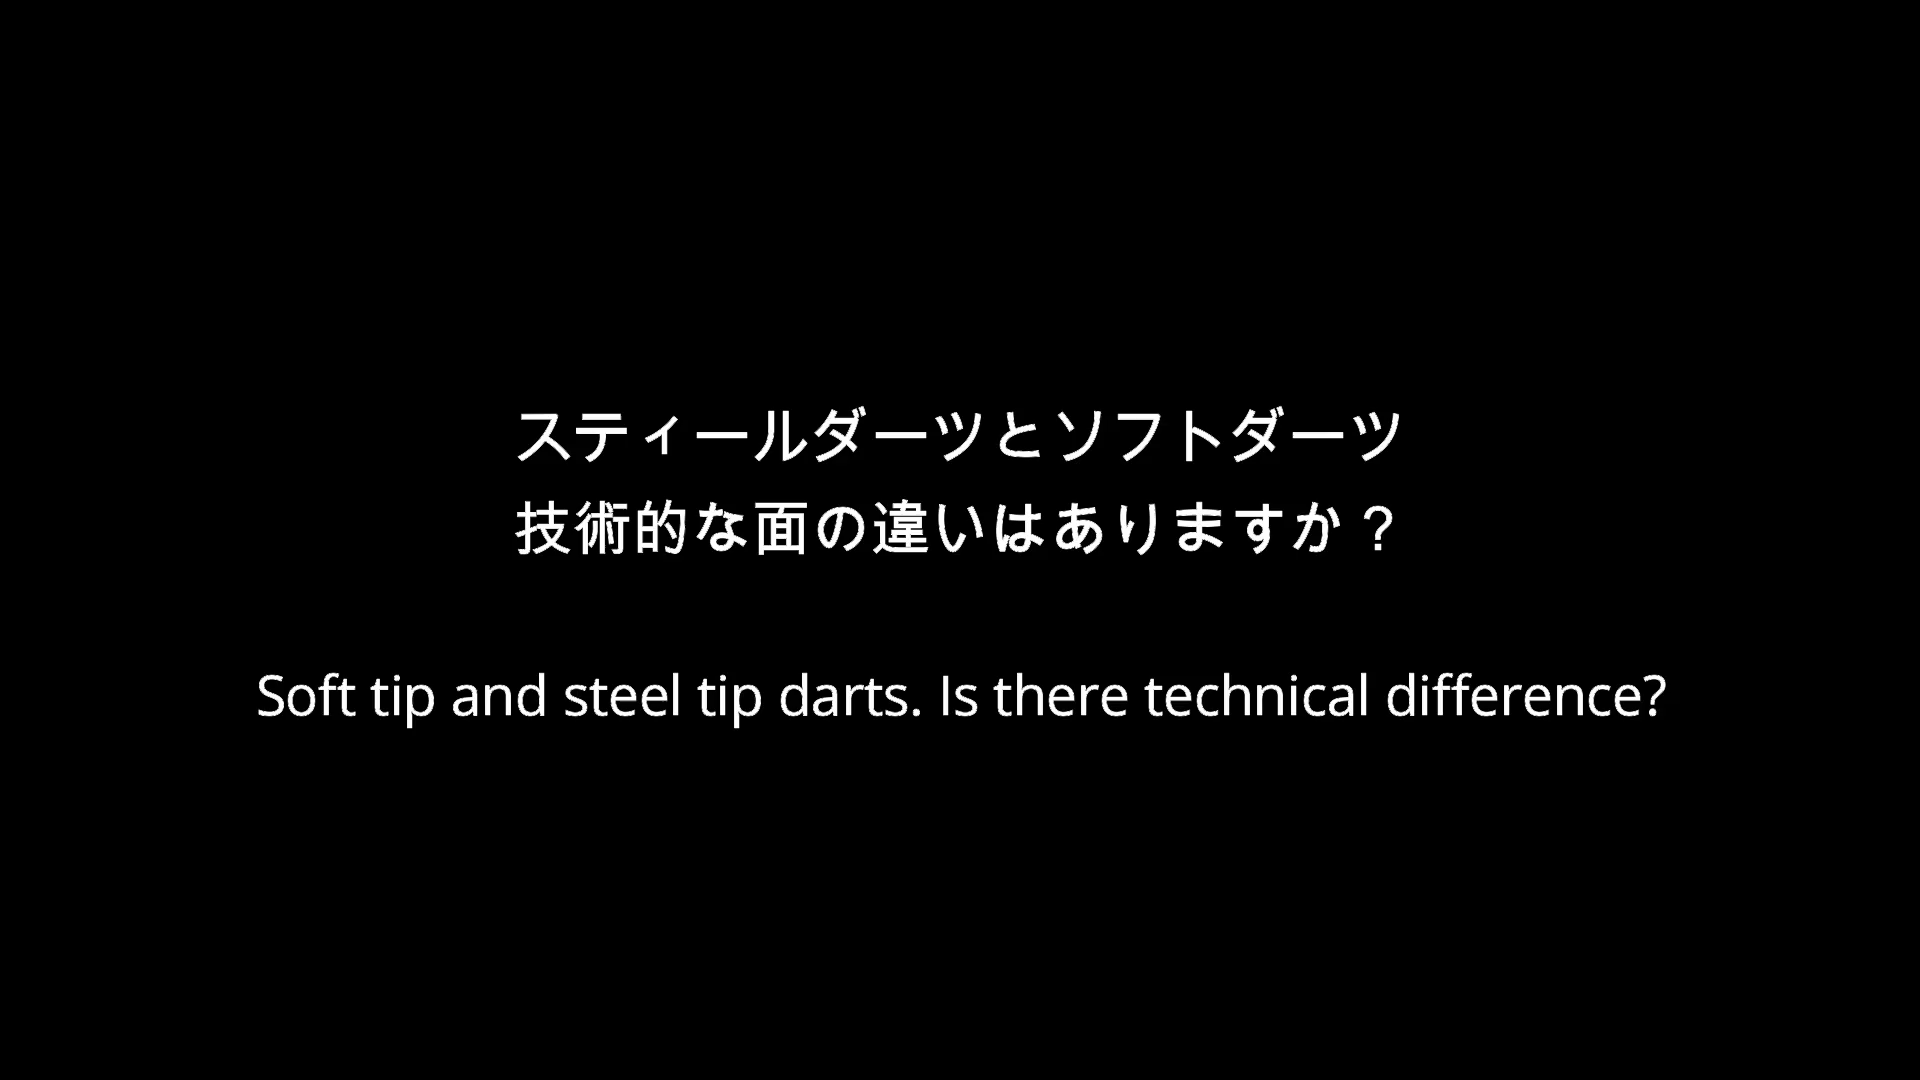 スティールダーツとソフトダーツ
技術的な面の違いはありますか？
Soft tip and steel tip darts. Is there technical difference?